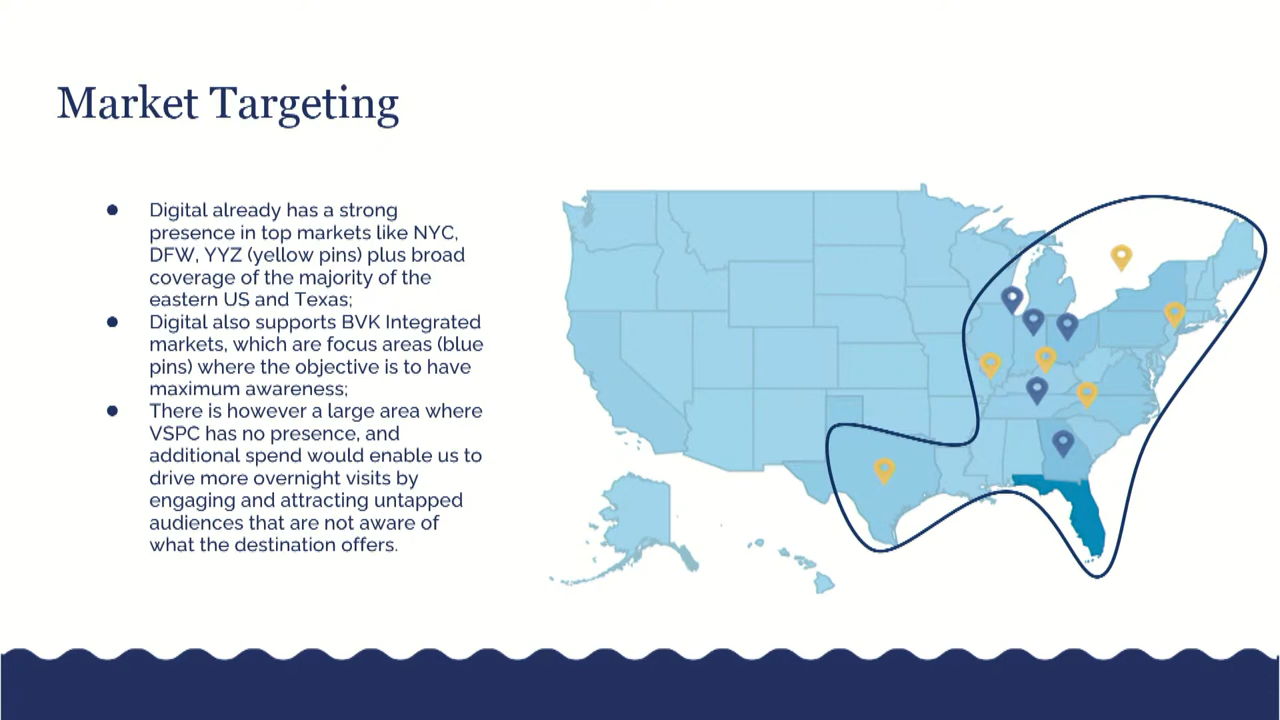 Market Targeting
● Digital already has a strong
presence in top markets like NYC,
DFW, YYZ (yellow pins) plus broad
coverage of the majority of the
eastern US and Texas;
● Digital also supports BVK Integrated
markets, which are focus areas (blue
pins) where the objective is to have
maximum awareness;
● There is however a large area where
VSPC has no presence, and
additional spend would enable us to
drive more overnight visits by
engaging and attracting untapped
audiences that are not aware of
what the destination offers.